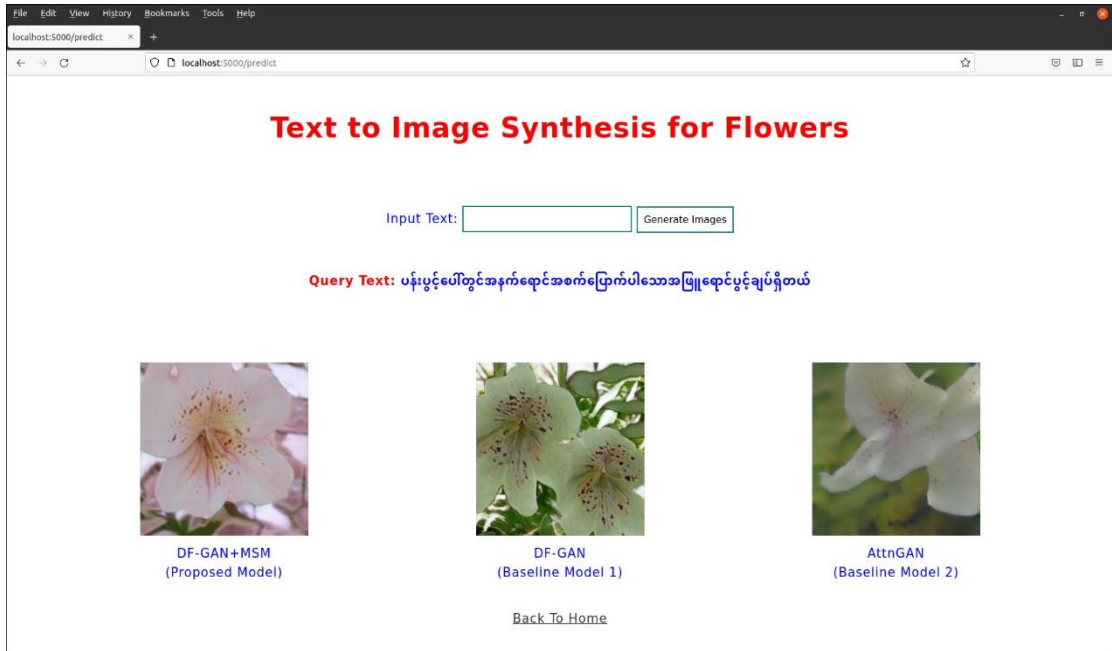 File Edit View History Bookmarks Tools Help
localhost:5000/predict × +
localhost:5000/predict
Text to Image Synthesis for Flowers
Input Text: Generate Images
Query Text: ပန်းပွင့်ပေါ်တွင်အနက်ရောင်အစက်ပြောက်ပါသောအဖြူရောင်ပွင့်ချပ်ရှိတယ်
DF-GAN+MSM DF-GAN AttnGAN
(Proposed Model) (Baseline Model 1) (Baseline Model 2)
Back To Home